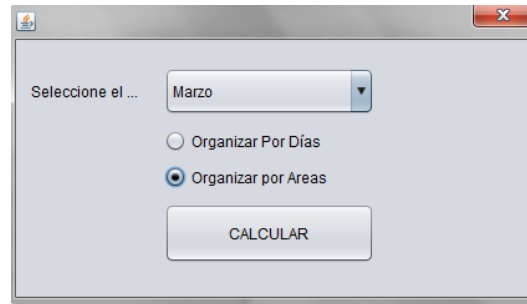 Seleccione el ... Marzo
Organizar Por Días
Organizar por Areas
CALCULAR